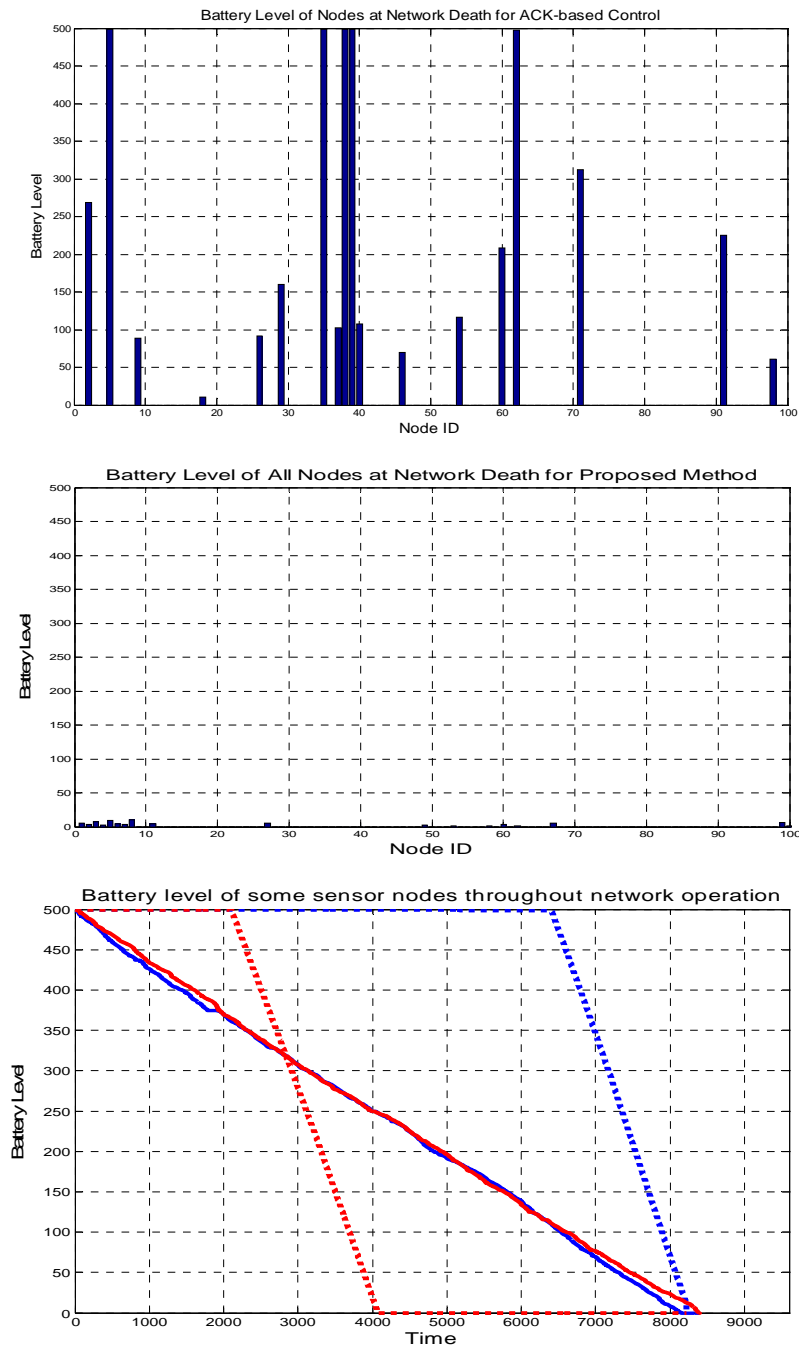 Battery Level of Nodes at Network Death for ACK-based Control
500
450
400
350
300
250
200
150
100
50
0
Battery Level
0 10 20 30 40 50 60 70 80 90 100
Node ID
Battery Level of All Nodes at Network Death for Proposed Method
500
450
400
350
300
250
200
150
100
50
0
Battery Level
0 10 20 30 40 50 60 70 80 90 100
Node ID
Battery level of some sensor nodes throughout network operation
500
450
400
350
300
250
200
150
100
50
0
Battery Level
0 1000 2000 3000 4000 5000 6000 7000 8000 9000
Time